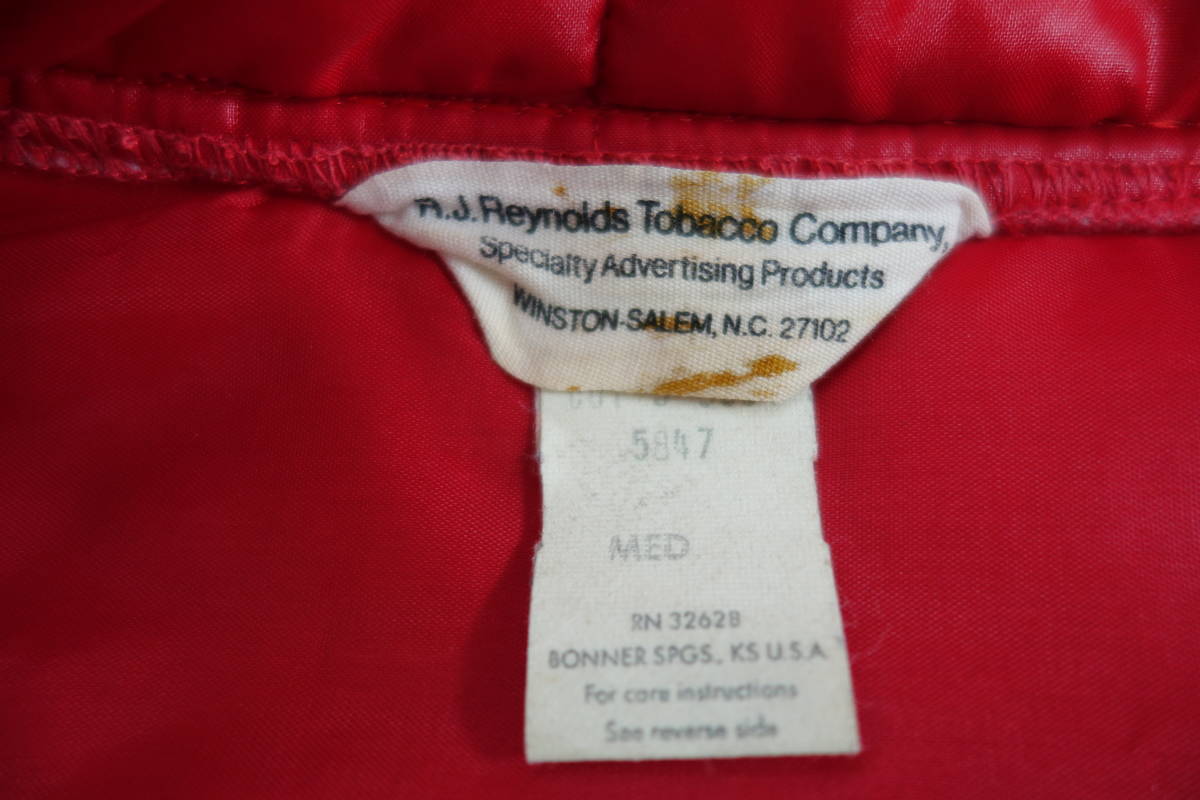 R.J. Reynolds Tobacco Company,
Specialty Advertising Products
WINSTON-SALEM, N.C. 27102
5847
MED
RN 32628
BONNER SPGS., KS U.S.A.
For care instructions
See reverse side